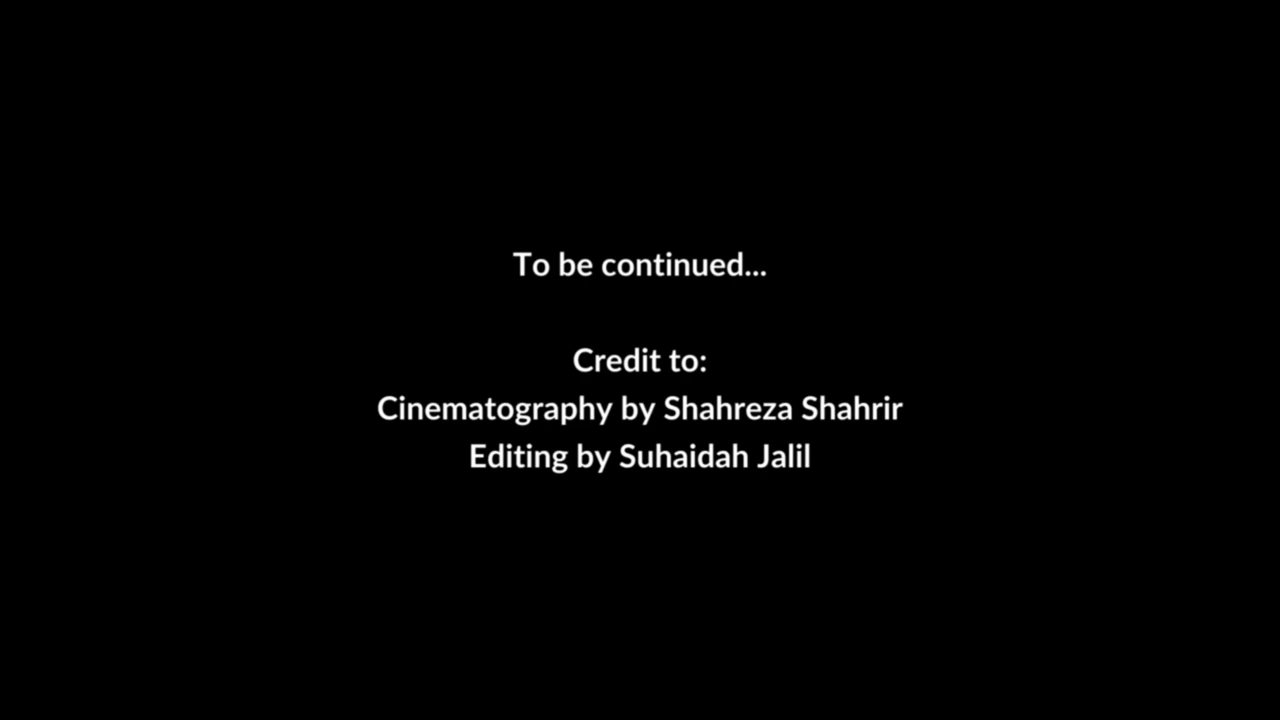 To be continued...
Credit to:
Cinematography by Shahreza Shahrir
Editing by Suhaidah Jalil